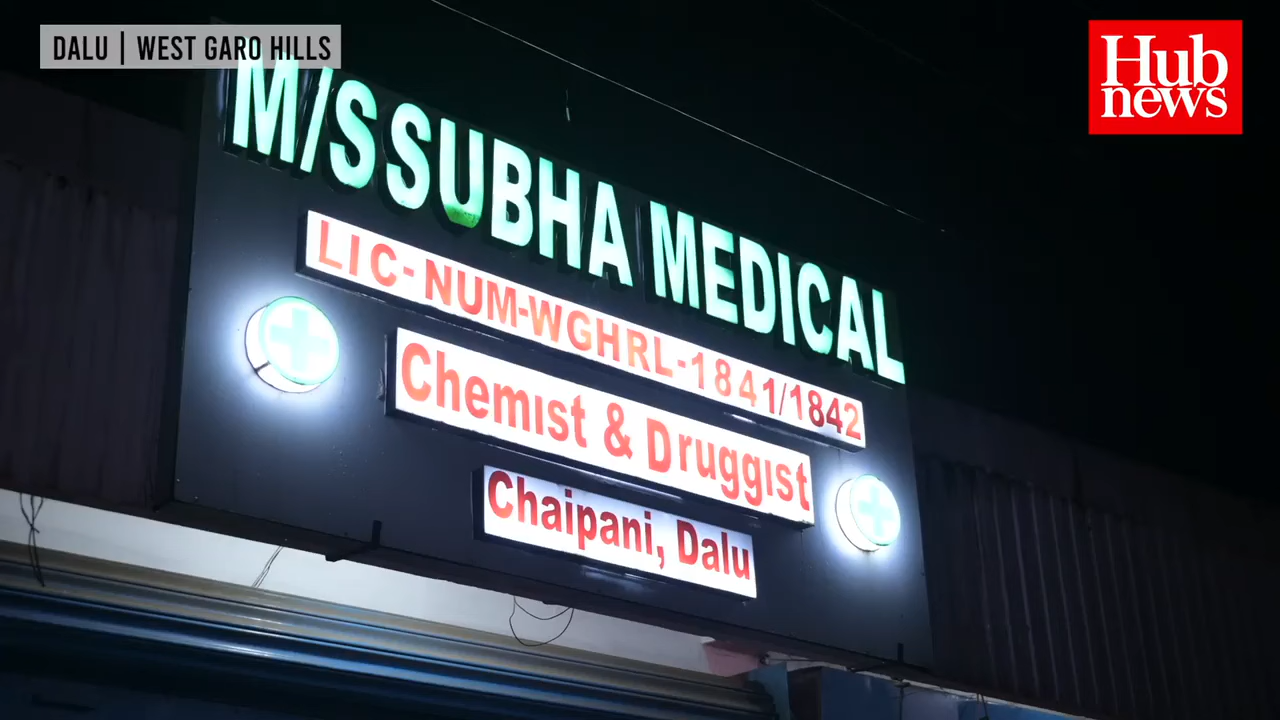 DALU | WEST GARO HILLS
Hub
news
M/S SUBHA MEDICAL
LIC-NUM-WGHRL-1841/1842
Chemist & Druggist
Chaipani, Dalu